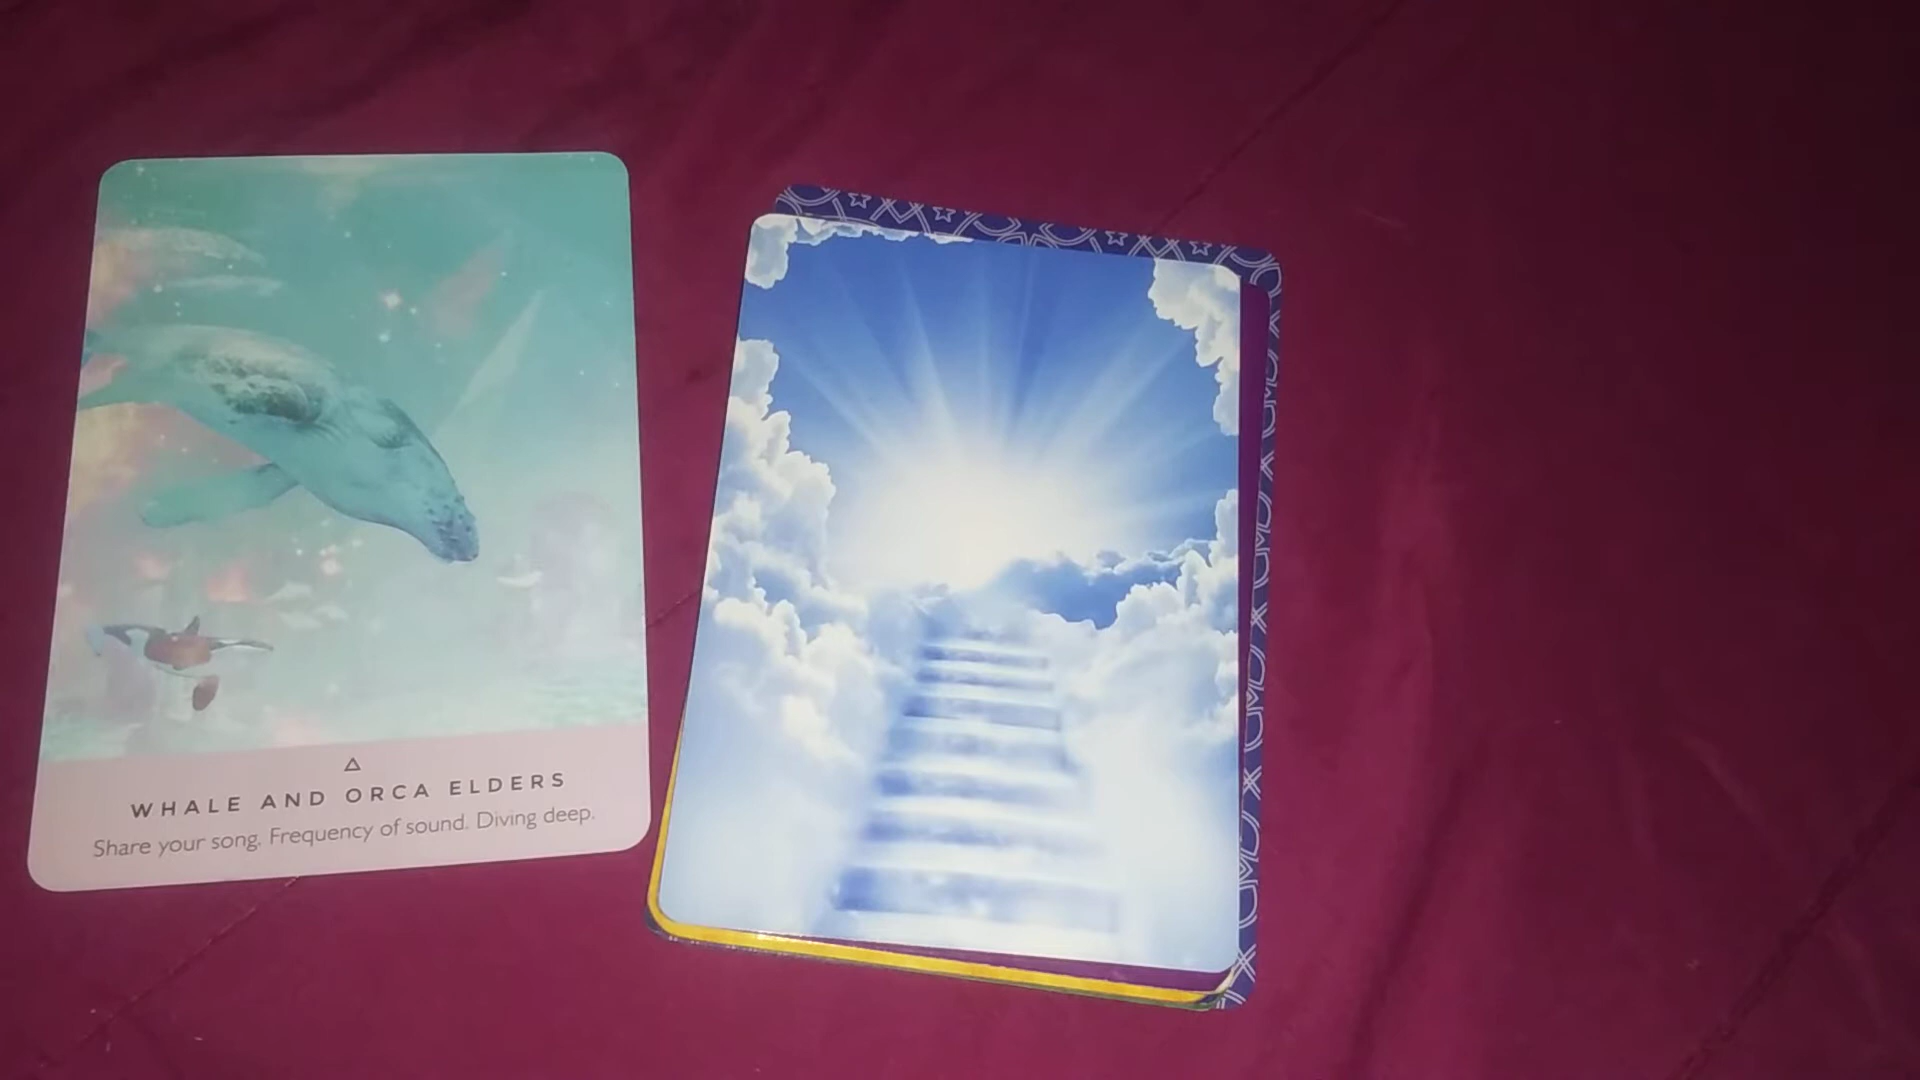 WHALE AND ORCA ELDERS
Share your song. Frequency of sound. Diving deep.